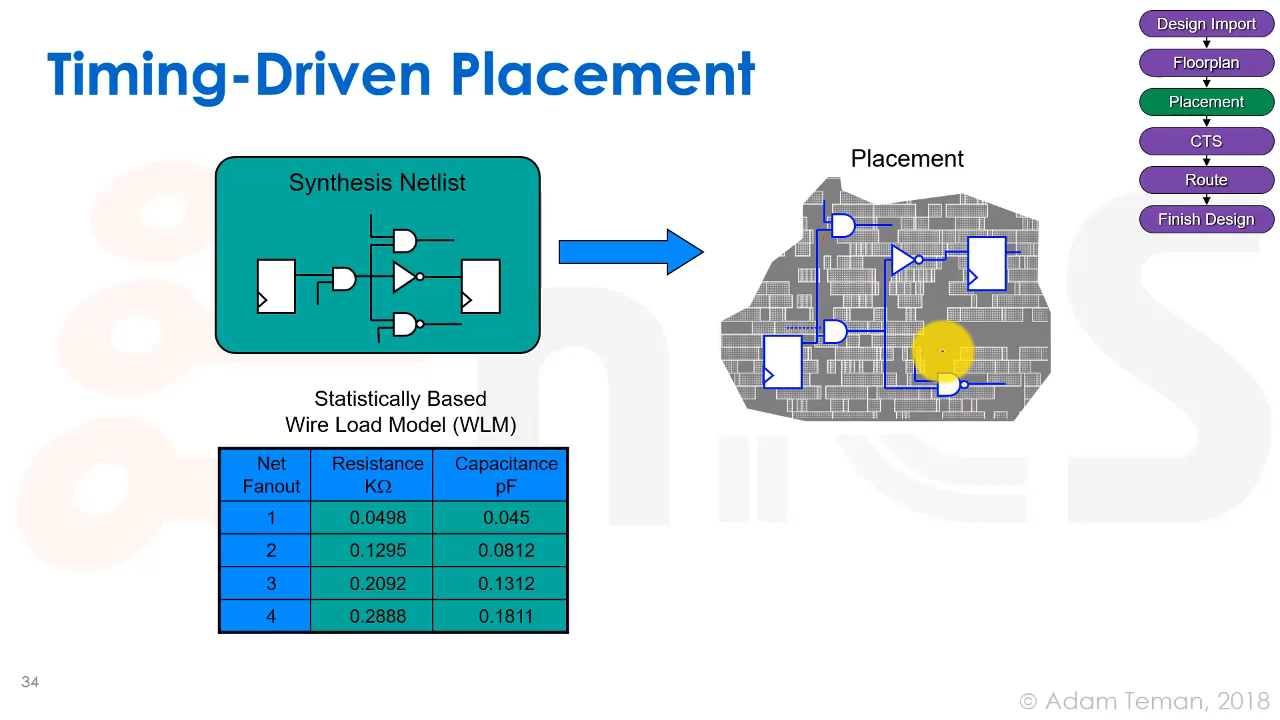 Timing-Driven Placement
Design Import
Floorplan
Placement
CTS
Route
Finish Design
Synthesis Netlist
Placement
Statistically Based
Wire Load Model (WLM)
Net Fanout Resistance KΩ Capacitance pF
1 0.0498 0.045
2 0.1295 0.0812
3 0.2092 0.1312
4 0.2888 0.1811
34
© Adam Teman, 2018